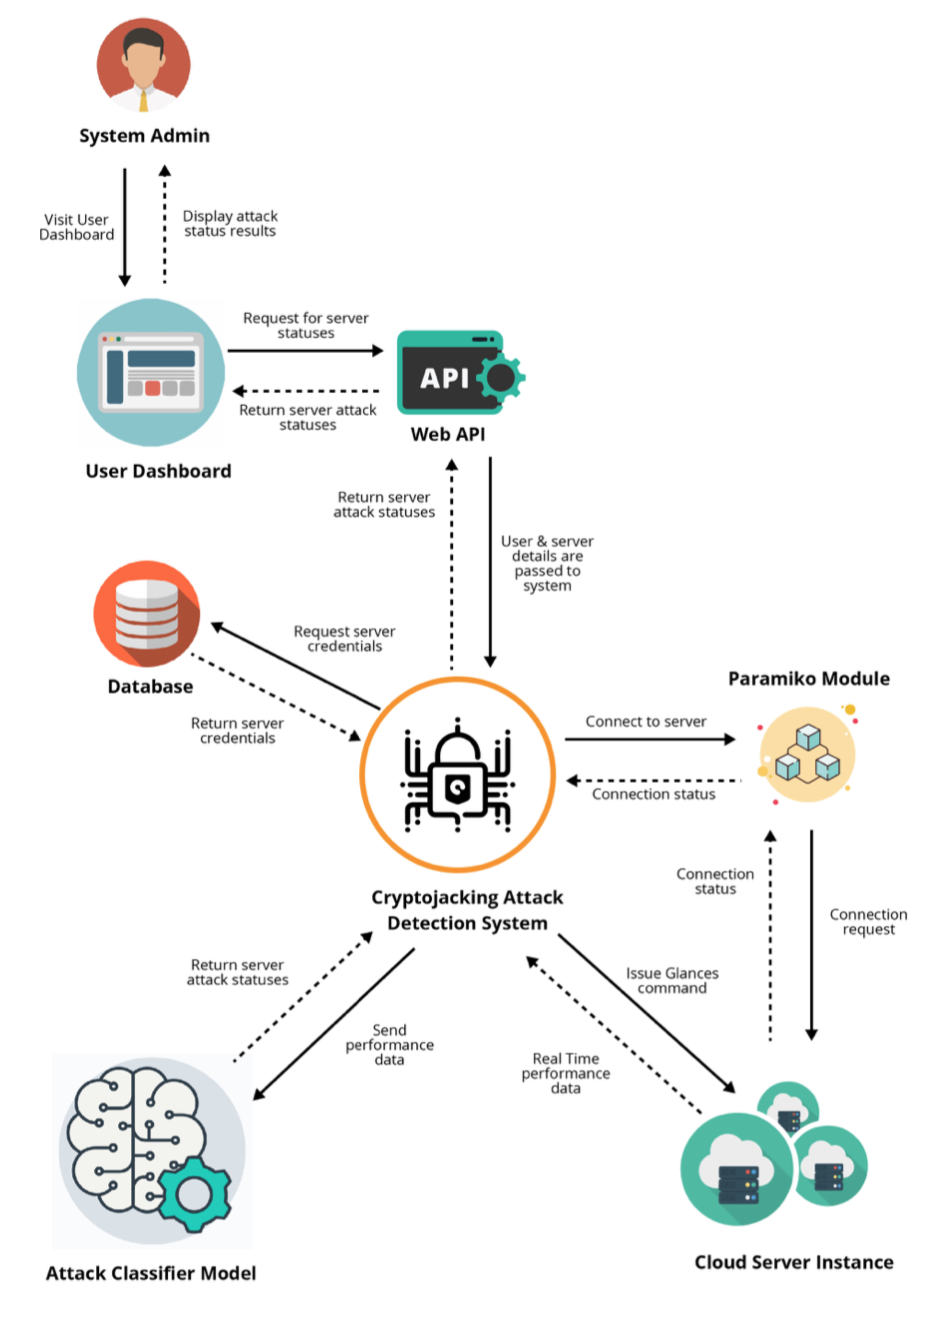 System Admin
Visit User
Dashboard
Display attack
status results
Request for server
statuses
API
Return server attack
statuses
Web API
User Dashboard
Return server
attack statuses
User & server
details are
passed to
system
Request server
credentials
Database
Return server
credentials
Paramiko Module
Connect to server
Connection status
Cryptojacking Attack
Detection System
Connection
status
Connection
request
Return server
attack statuses
Send
performance
data
Issue Glances
command
Real Time
performance
data
Attack Classifier Model
Cloud Server Instance